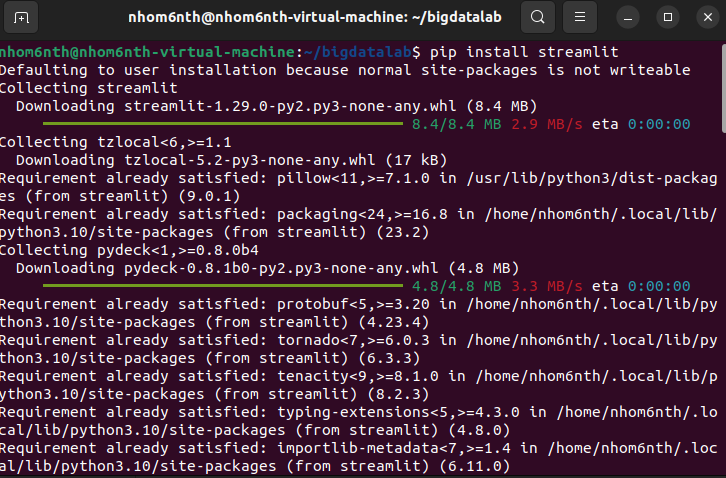 nhom6nth@nhom6nth-virtual-machine: ~/bigdatalab
nhom6nth@nhom6nth-virtual-machine:~/bigdatalab$ pip install streamlit
Defaulting to user installation because normal site-packages is not writeable
Collecting streamlit
  Downloading streamlit-1.29.0-py2.py3-none-any.whl (8.4 MB)
8.4/8.4 MB 2.9 MB/s eta 0:00:00
Collecting tzlocal<6,>=1.1
  Downloading tzlocal-5.2-py3-none-any.whl (17 kB)
Requirement already satisfied: pillow<11,>=7.1.0 in /usr/lib/python3/dist-packag
es (from streamlit) (9.0.1)
Requirement already satisfied: packaging<24,>=16.8 in /home/nhom6nth/.local/lib/
python3.10/site-packages (from streamlit) (23.2)
Collecting pydeck<1,>=0.8.0b4
  Downloading pydeck-0.8.1b0-py2.py3-none-any.whl (4.8 MB)
4.8/4.8 MB 3.3 MB/s eta 0:00:00
Requirement already satisfied: protobuf<5,>=3.20 in /home/nhom6nth/.local/lib/py
thon3.10/site-packages (from streamlit) (4.23.4)
Requirement already satisfied: tornado<7,>=6.0.3 in /home/nhom6nth/.local/lib/py
thon3.10/site-packages (from streamlit) (6.3.3)
Requirement already satisfied: tenacity<9,>=8.1.0 in /home/nhom6nth/.local/lib/p
ython3.10/site-packages (from streamlit) (8.2.3)
Requirement already satisfied: typing-extensions<5,>=4.3.0 in /home/nhom6nth/.lo
cal/lib/python3.10/site-packages (from streamlit) (4.8.0)
Requirement already satisfied: importlib-metadata<7,>=1.4 in /home/nhom6nth/.loc
al/lib/python3.10/site-packages (from streamlit) (6.11.0)